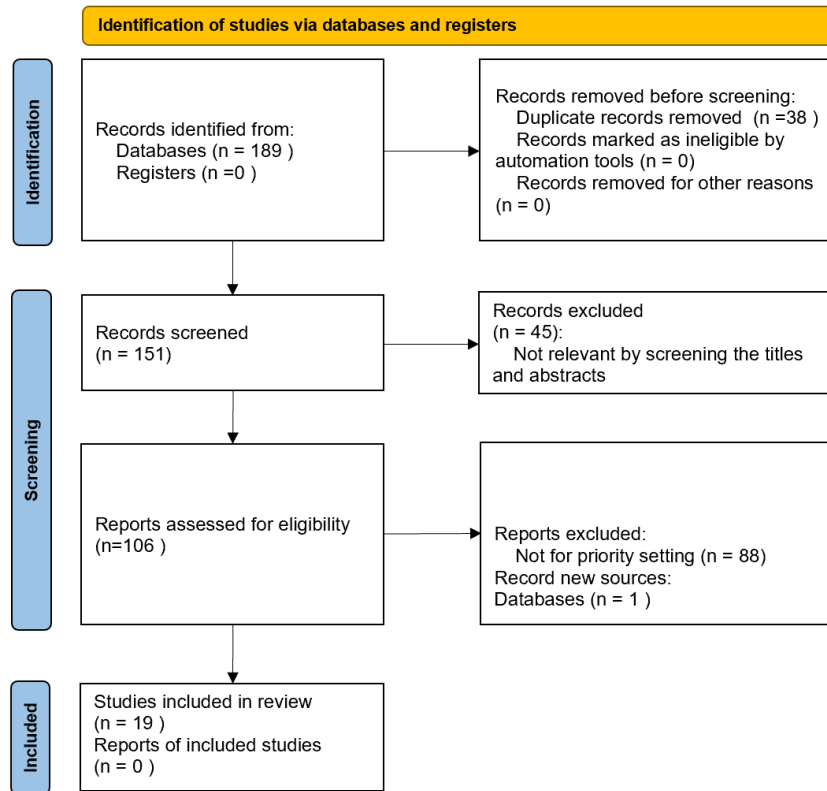 Identification of studies via databases and registers
Identification
Records identified from:
Databases (n = 189 )
Registers (n =0 )
Records removed before screening:
Duplicate records removed (n =38 )
Records marked as ineligible by
automation tools (n = 0)
Records removed for other reasons
(n = 0)
Screening
Records screened
(n = 151)
Records excluded
(n = 45):
Not relevant by screening the titles
and abstracts
Reports assessed for eligibility
(n=106 )
Reports excluded:
Not for priority setting (n = 88)
Record new sources:
Databases (n = 1 )
Included
Studies included in review
(n = 19 )
Reports of included studies
(n = 0 )